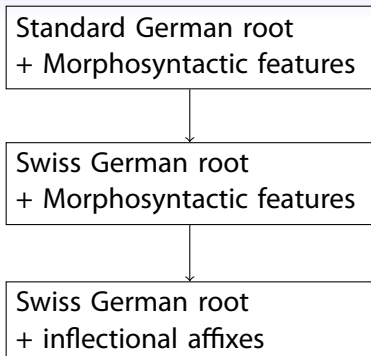 Standard German root
+ Morphosyntactic features
Swiss German root
+ Morphosyntactic features
Swiss German root
+ inflectional affixes